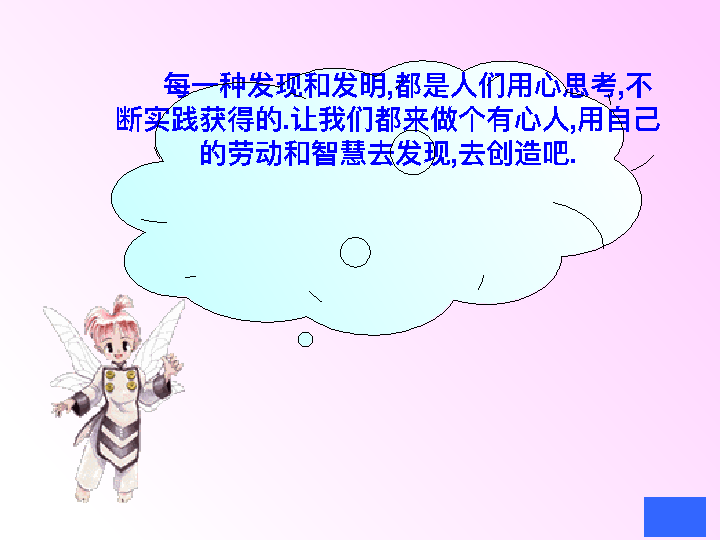 每一种发现和发明,都是人们用心思考,不
断实践获得的.让我们都来做个有心人,用自己
的劳动和智慧去发现,去创造吧.